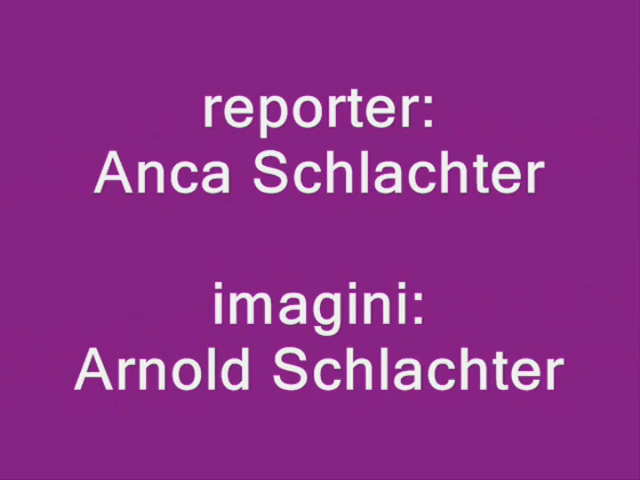 reporter:
Anca Schlachter
imagini:
Arnold Schlachter